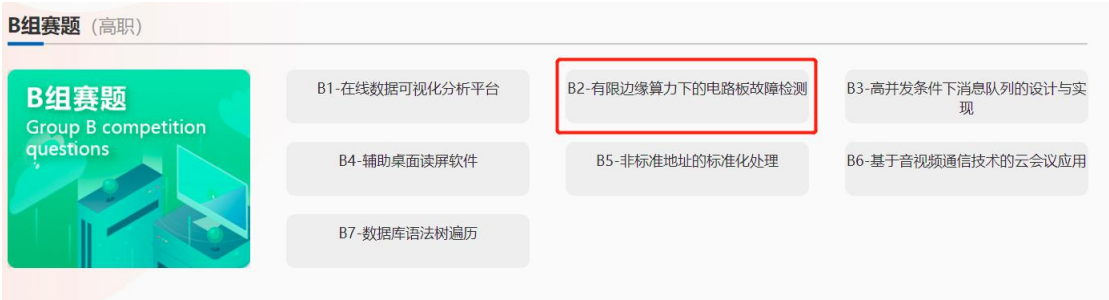 B组赛题（高职）
B组赛题
Group B competition
questions
B1-在线数据可视化分析平台
B2-有限边缘算力下的电路板故障检测
B3-高并发条件下消息队列的设计与实
现
B4-辅助桌面读屏软件
B5-非标准地址的标准化处理
B6-基于音视频通信技术的云会议应用
B7-数据库语法树遍历